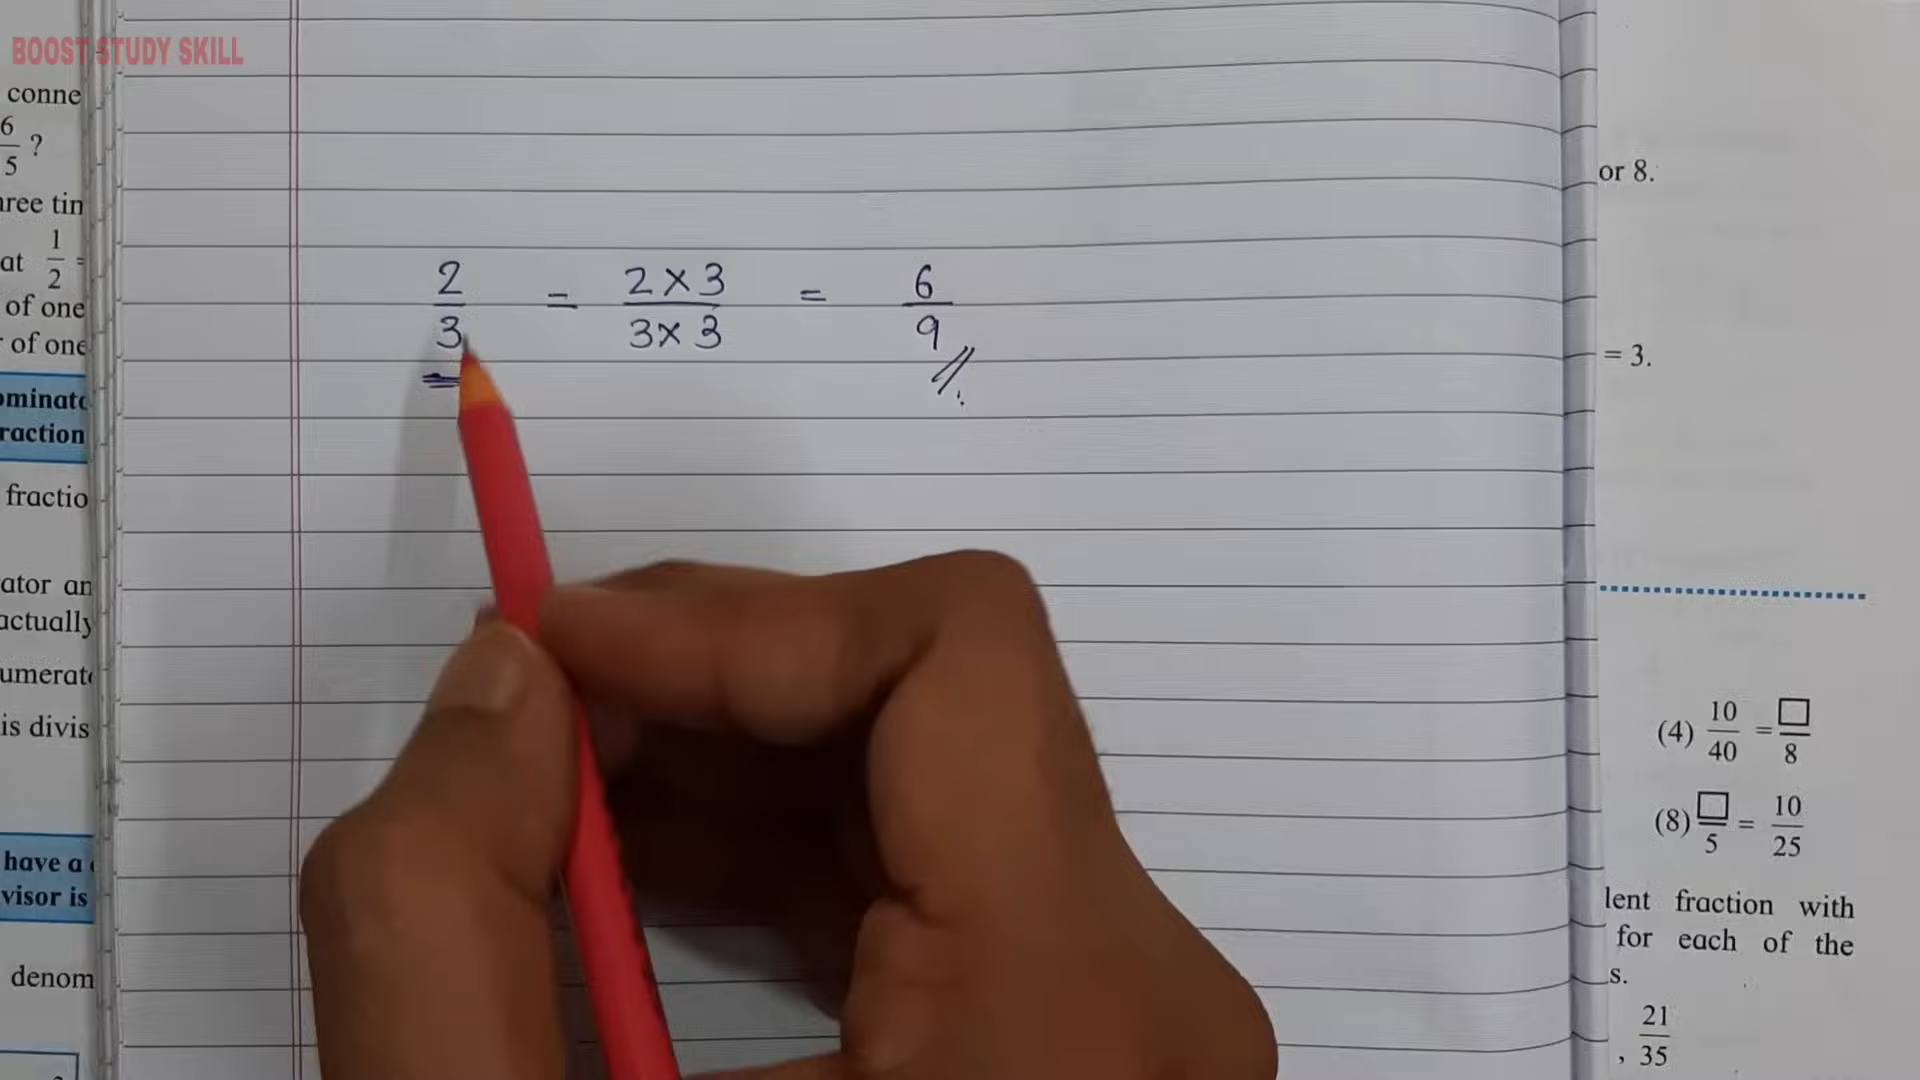 BOOST STUDY SKILL
conne
6
5 ?
hree tin
at 1/2 =
of one
of one
ominato
raction
fractio
ator an
actually
umerat
is divis
have a
visor is
denom
2/3 = 2 × 3 / 3 × 3 = 6/9
or 8.
= 3.
(4) 10/40 = □/8
(8) □/5 = 10/25
lent fraction with
for each of the
s.
, 21/35